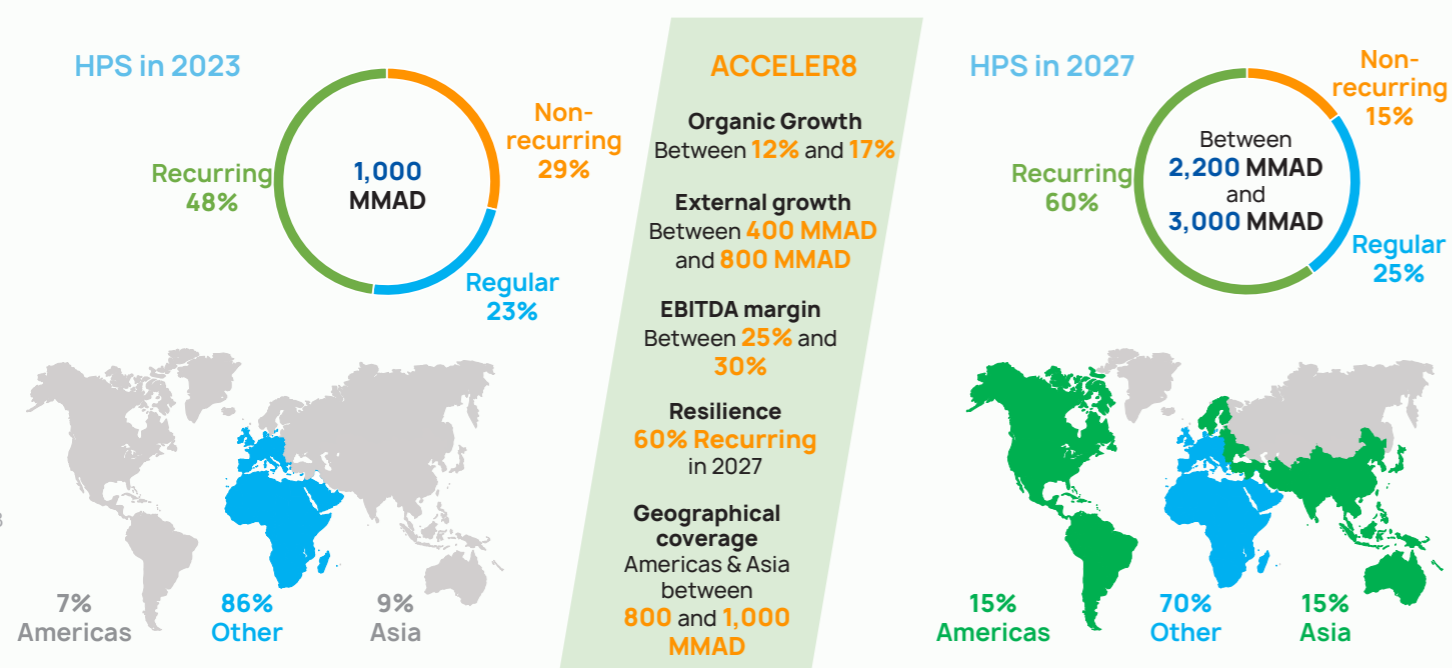 HPS in 2023
Non-
recurring
29%
Recurring
48%
1,000
MMAD
Regular
23%
7%
Americas
86%
Other
9%
Asia
ACCELER8
Organic Growth
Between 12% and 17%
External growth
Between 400 MMAD
and 800 MMAD
EBITDA margin
Between 25% and
30%
Resilience
60% Recurring
in 2027
Geographical
coverage
Americas & Asia
between
800 and 1,000
MMAD
HPS in 2027
Non-
recurring
15%
Recurring
60%
Between
2,200 MMAD
and
3,000 MMAD
Regular
25%
15%
Americas
70%
Other
15%
Asia